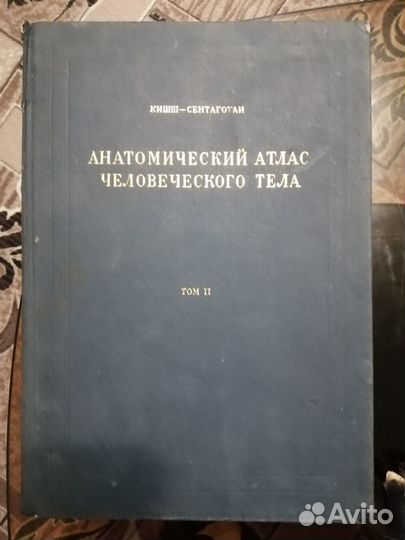 КИШШ–СЕНТАГОТАИ
АНАТОМИЧЕСКИЙ АТЛАС
ЧЕЛОВЕЧЕСКОГО ТЕЛА
ТОМ II
Avito